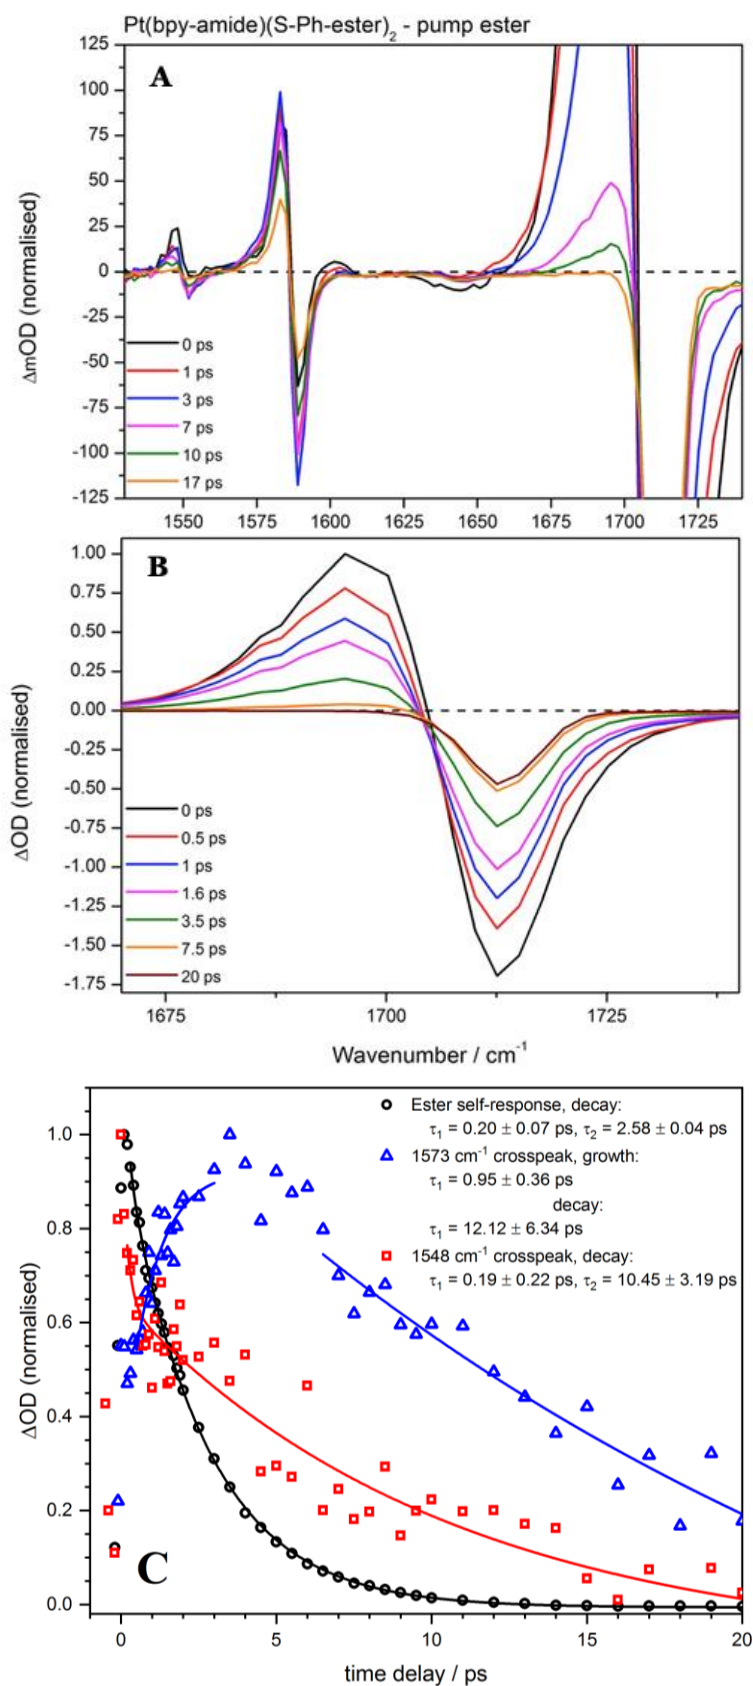 Pt(bpy-amide)(S-Ph-ester)2 - pump ester
A
125
100
75
50
25
0
-25
-50
-75
-100
-125
ΔmOD (normalised)
0 ps
1 ps
3 ps
7 ps
10 ps
17 ps
1550 1575 1600 1625 1650 1675 1700 1725
B
1.00
0.75
0.50
0.25
0.00
-0.25
-0.50
-0.75
-1.00
-1.25
-1.50
-1.75
ΔOD (normalised)
0 ps
0.5 ps
1 ps
1.6 ps
3.5 ps
7.5 ps
20 ps
1675 1700 1725
Wavenumber / cm-1
Ester self-response, decay:
τ1 = 0.20 ± 0.07 ps, τ2 = 2.58 ± 0.04 ps
1573 cm-1 crosspeak, growth:
τ1 = 0.95 ± 0.36 ps
decay:
τ1 = 12.12 ± 6.34 ps
1548 cm-1 crosspeak, decay:
τ1 = 0.19 ± 0.22 ps, τ2 = 10.45 ± 3.19 ps
1.0
0.8
0.6
0.4
0.2
0.0
ΔOD (normalised)
C
0 5 10 15 20
time delay / ps